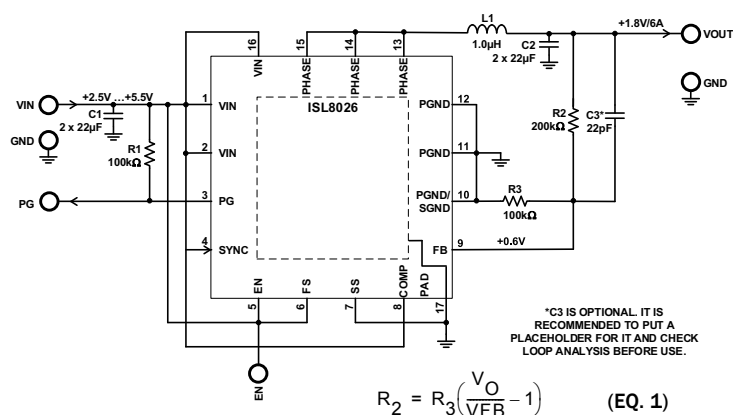 16
15
14
13
L1
1.0µH
C2
2 x 22µF
+1.8V/6A
VOUT
VIN
PHASE
PHASE
PHASE
ISL8026
GND
VIN
+2.5V ...+5.5V
1
VIN
12
PGND
C1
2 x 22µF
GND
R1
100kΩ
2
VIN
11
PGND
R2
200kΩ
C3*
22pF
PG
3
PG
PGND/
SGND
10
R3
100kΩ
4
SYNC
FB
9
+0.6V
EN
FS
SS
COMP
PAD
5
6
7
8
17
*C3 IS OPTIONAL. IT IS
RECOMMENDED TO PUT A
PLACEHOLDER FOR IT AND CHECK
LOOP ANALYSIS BEFORE USE.
EN
R2 = R3(VO/VFB – 1) (EQ. 1)